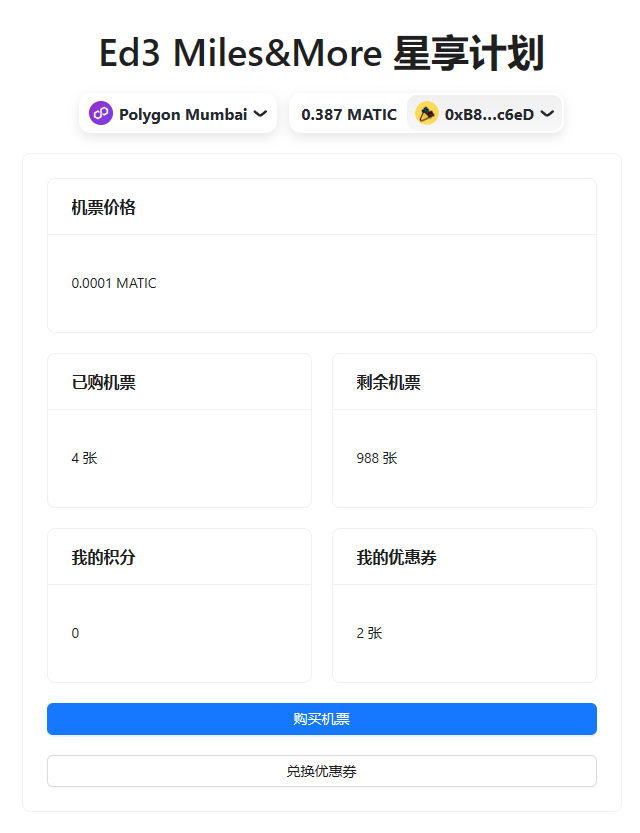 Ed3 Miles&More 星享计划
Polygon Mumbai
0.387 MATIC
0xB8...c6eD
机票价格
0.0001 MATIC
已购机票
剩余机票
4 张
988 张
我的积分
我的优惠券
0
2 张
购买机票
兑换优惠券